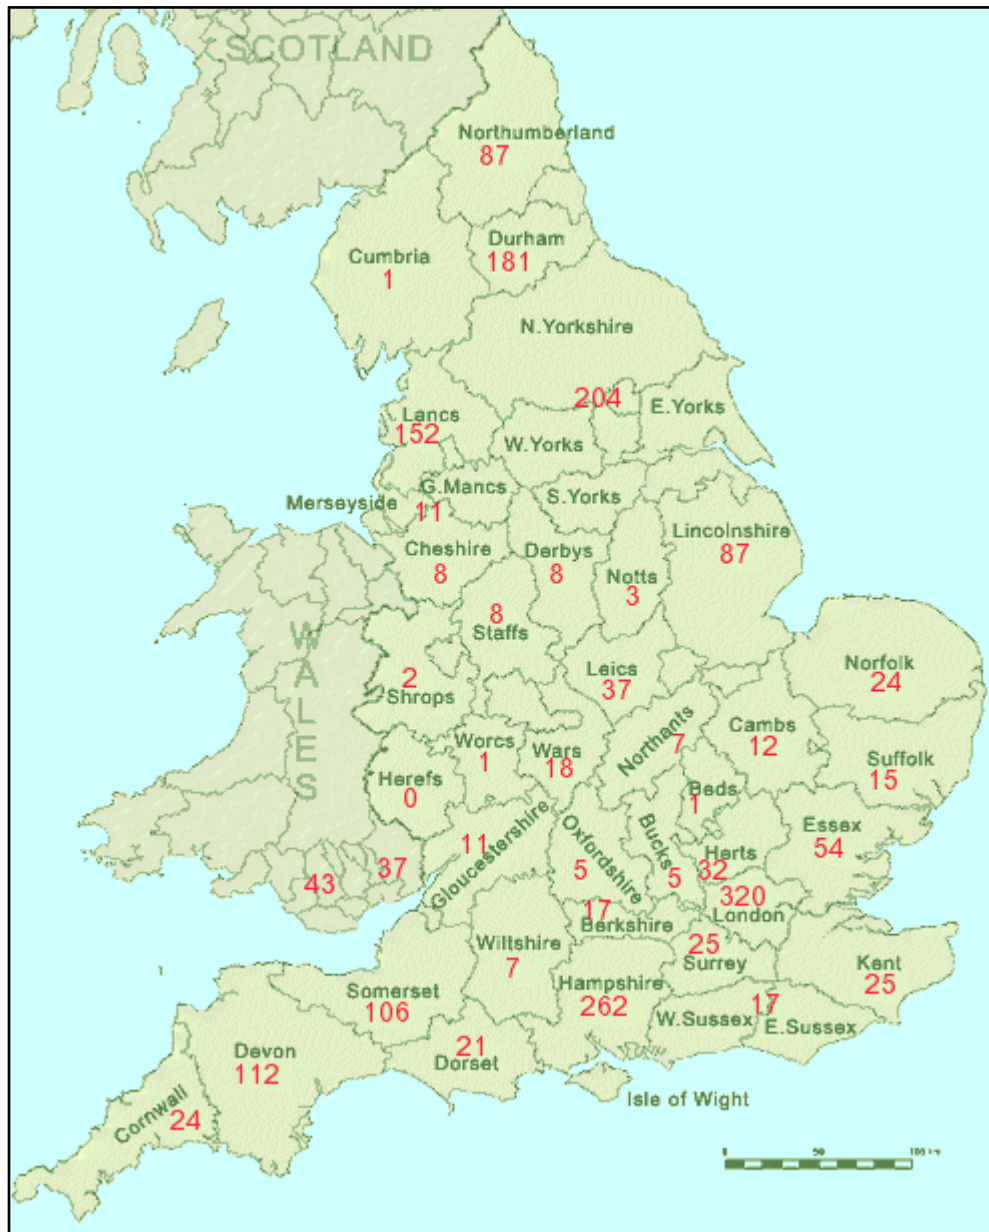 SCOTLAND
Northumberland
87
Durham
181
Cumbria
1
N.Yorkshire
204
E.Yorks
Lancs
152
W.Yorks
G.Mancs
S.Yorks
Merseyside
11
Lincolnshire
87
Cheshire
8
Derbys
8
Notts
3
8
Staffs
WALES
2
Shrops
Leics
37
Norfolk
24
Northants
7
Cambs
12
Worcs
1
Wars
18
Suffolk
15
Herefs
0
Beds
1
Essex
54
Gloucestershire
11
Oxfordshire
5
Bucks
5
Herts
32
43
37
320
London
17
Berkshire
25
Surrey
Kent
25
Wiltshire
7
Hampshire
262
Somerset
106
17
W.Sussex
E.Sussex
21
Dorset
Devon
112
Cornwall
24
Isle of Wight
0 50 100 km